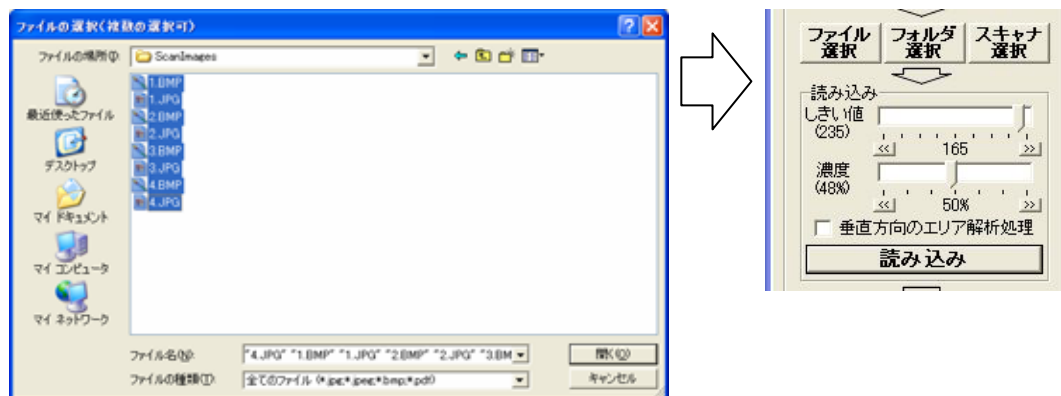 ファイルの選択(複数の選択可)
ファイルの場所(I):
ScanImages
最近使ったファイル
デスクトップ
マイ ドキュメント
マイ コンピュータ
マイ ネットワーク
1.BMP
1.JPG
2.BMP
2.JPG
3.BMP
3.JPG
4.BMP
4.JPG
ファイル名(N):
"4.JPG" "1.BMP" "1.JPG" "2.BMP" "2.JPG" "3.BM
開く(O)
ファイルの種類(T):
全てのファイル (*.jpg;*.jpeg;*bmp;*.pdf)
キャンセル
ファイル選択
フォルダ選択
スキャナ選択
読み込み
しきい値
(235)
<< 165 >>
濃度
(48%)
<< 50% >>
垂直方向のエリア解析処理
読み込み